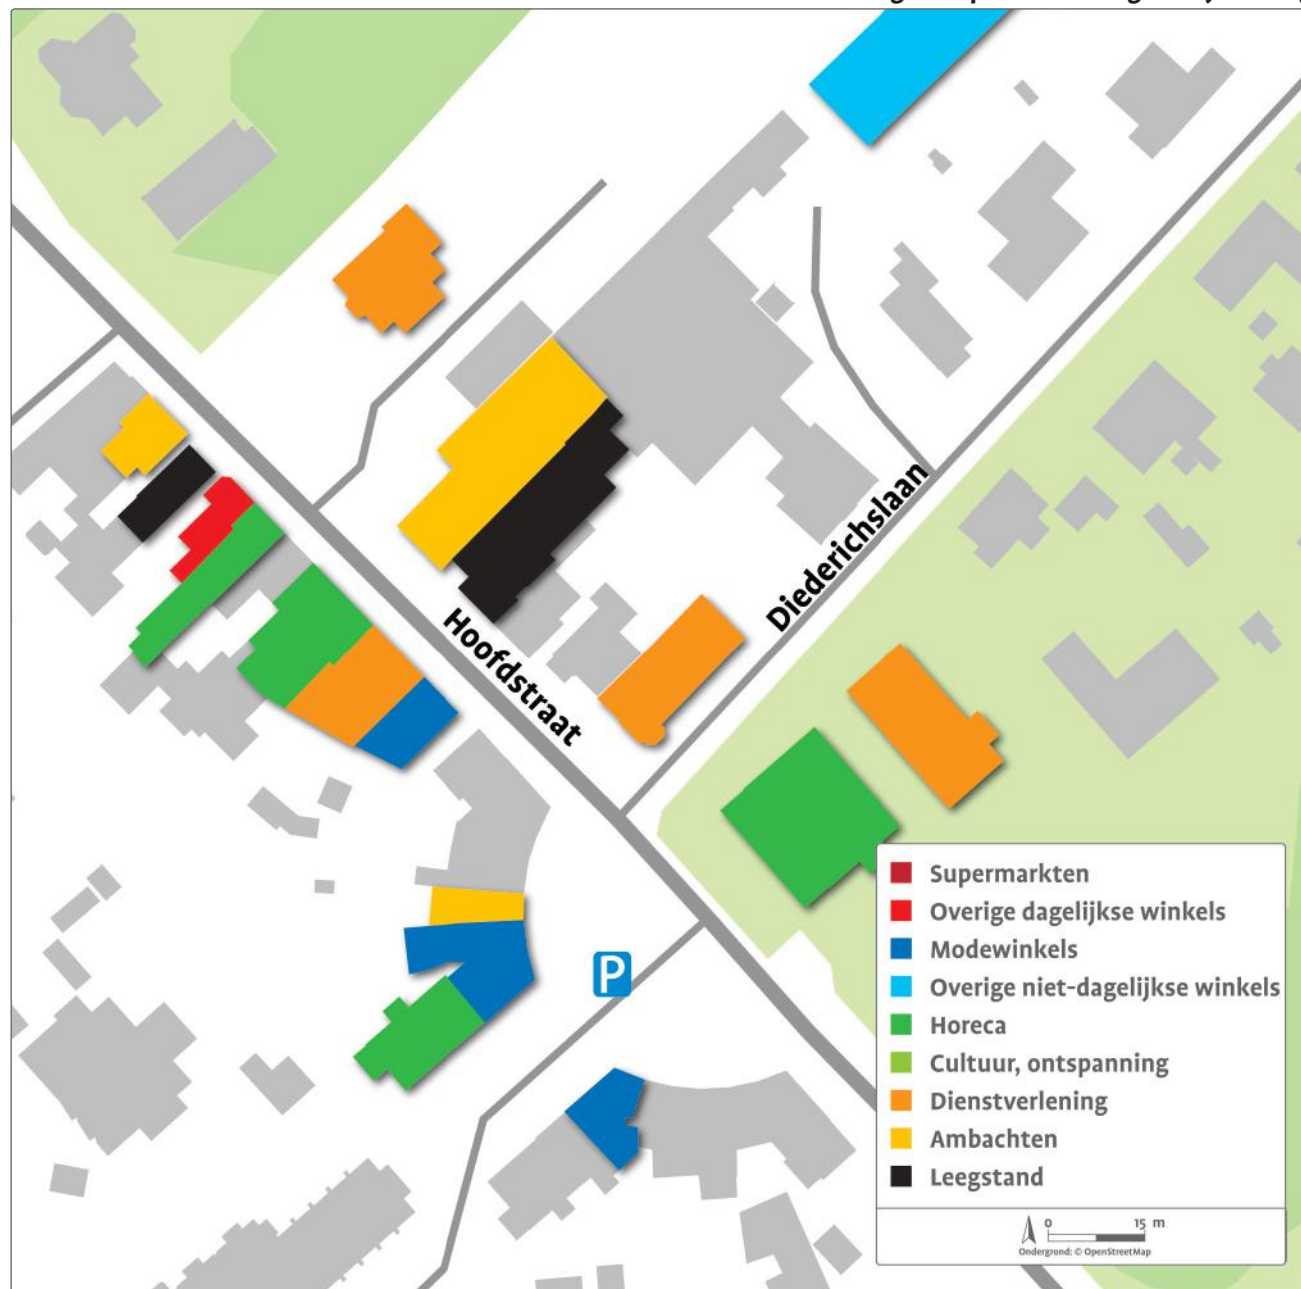 Hoofdstraat
Diederichslaan
P
Supermarkten
Overige dagelijkse winkels
Modewinkels
Overige niet-dagelijkse winkels
Horeca
Cultuur, ontspanning
Dienstverlening
Ambachten
Leegstand
0 15 m
Ondergrond: © OpenStreetMap